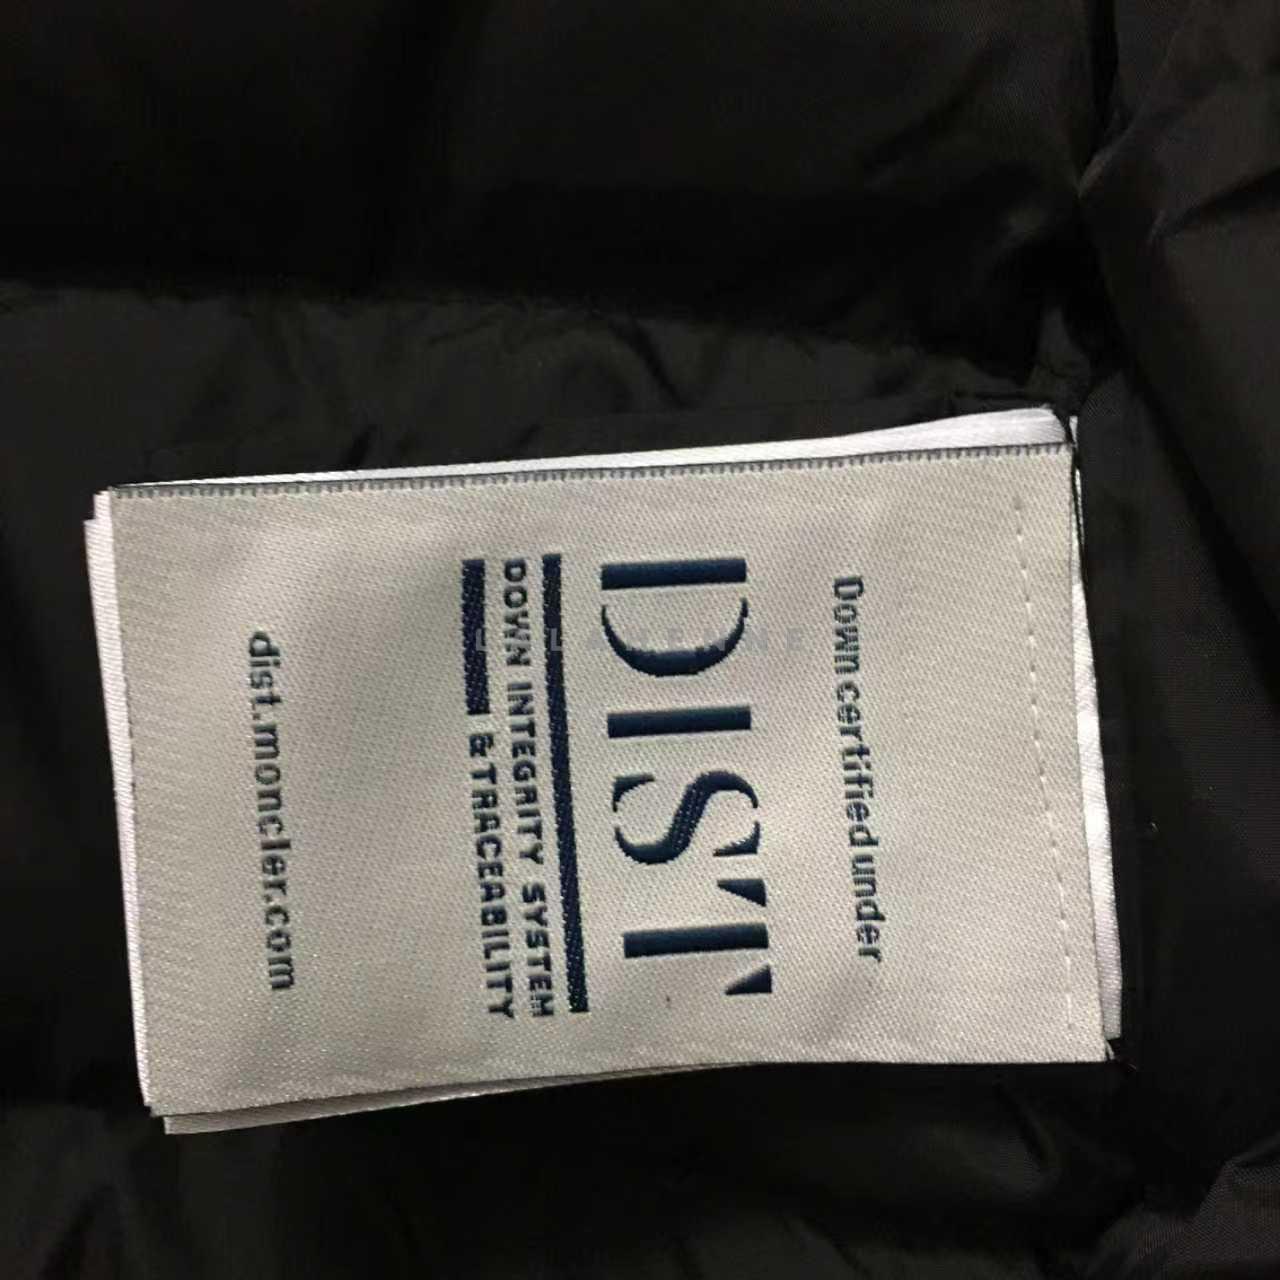 Down certified under
DIST
DOWN INTEGRITY SYSTEM
& TRACEABILITY
dist.moncler.com